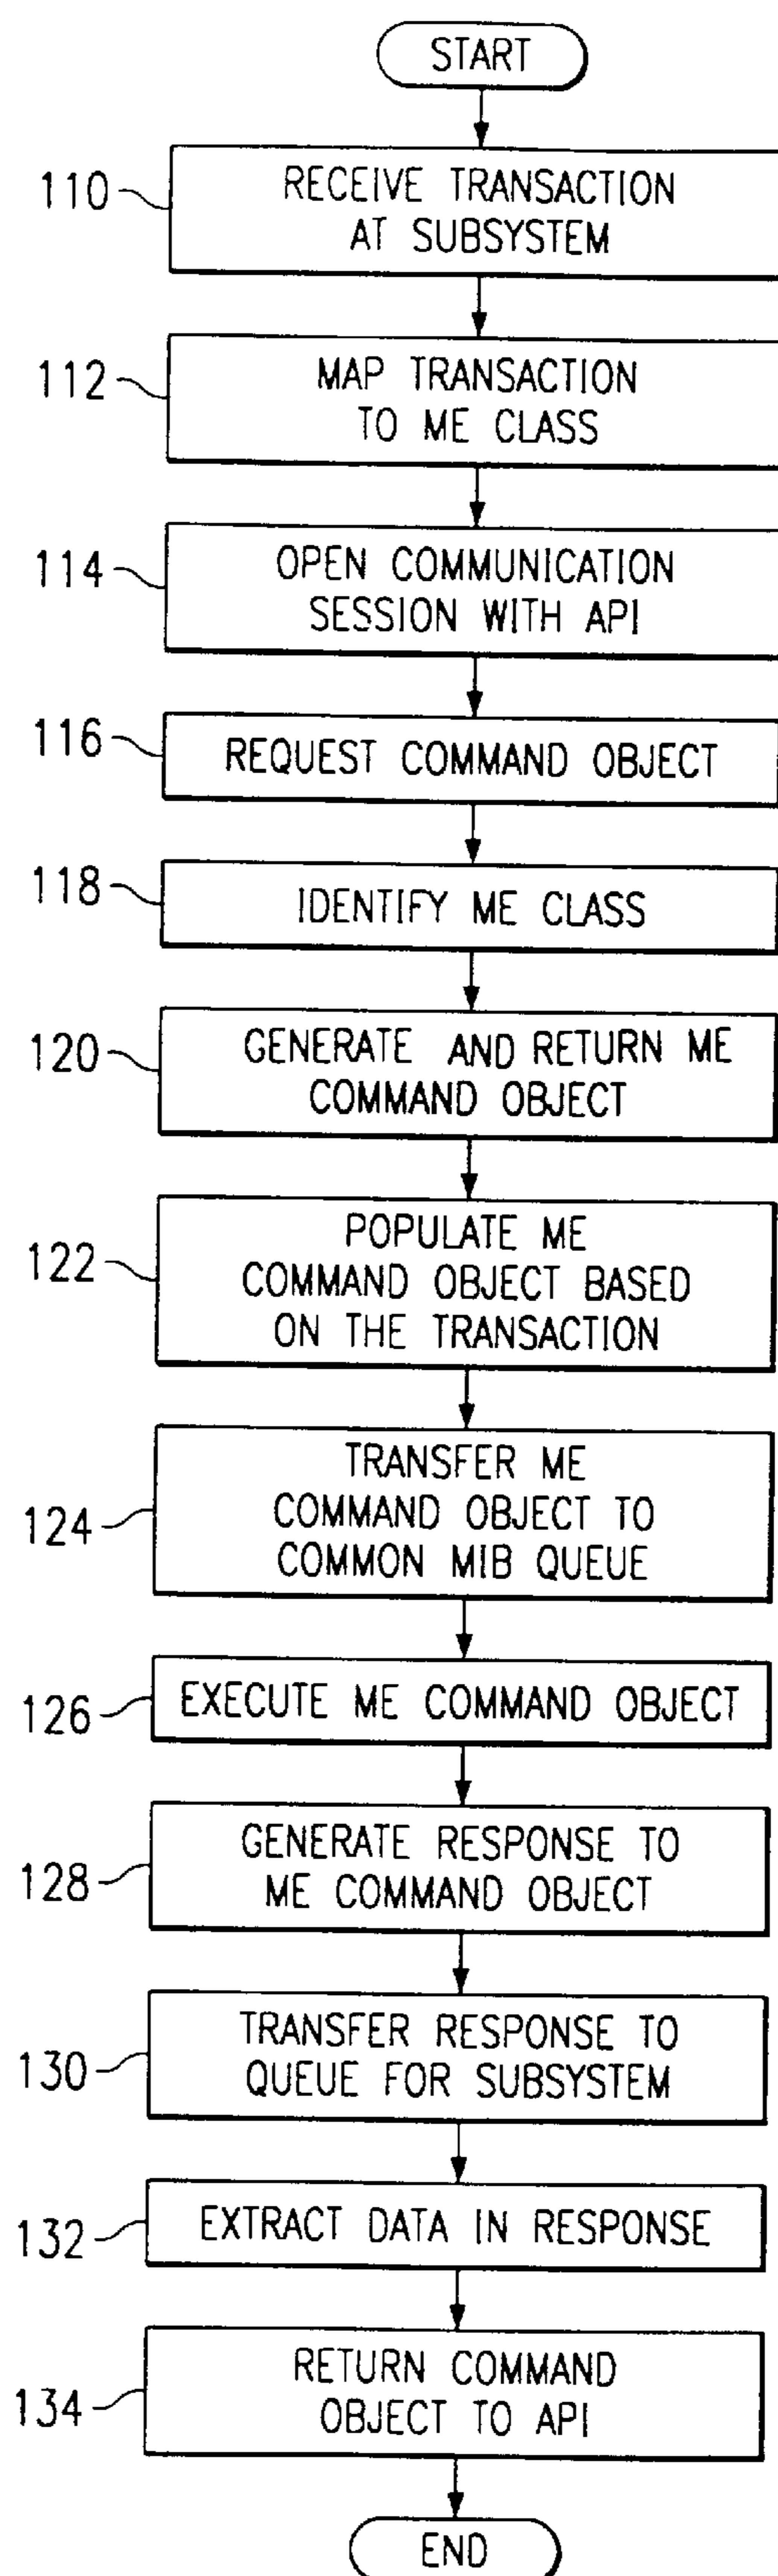 START
110
RECEIVE TRANSACTION
AT SUBSYSTEM
112
MAP TRANSACTION
TO ME CLASS
114
OPEN COMMUNICATION
SESSION WITH API
116
REQUEST COMMAND OBJECT
118
IDENTIFY ME CLASS
120
GENERATE AND RETURN ME
COMMAND OBJECT
122
POPULATE ME
COMMAND OBJECT BASED
ON THE TRANSACTION
124
TRANSFER ME
COMMAND OBJECT TO
COMMON MIB QUEUE
126
EXECUTE ME COMMAND OBJECT
128
GENERATE RESPONSE TO
ME COMMAND OBJECT
130
TRANSFER RESPONSE TO
QUEUE FOR SUBSYSTEM
132
EXTRACT DATA IN RESPONSE
134
RETURN COMMAND
OBJECT TO API
END